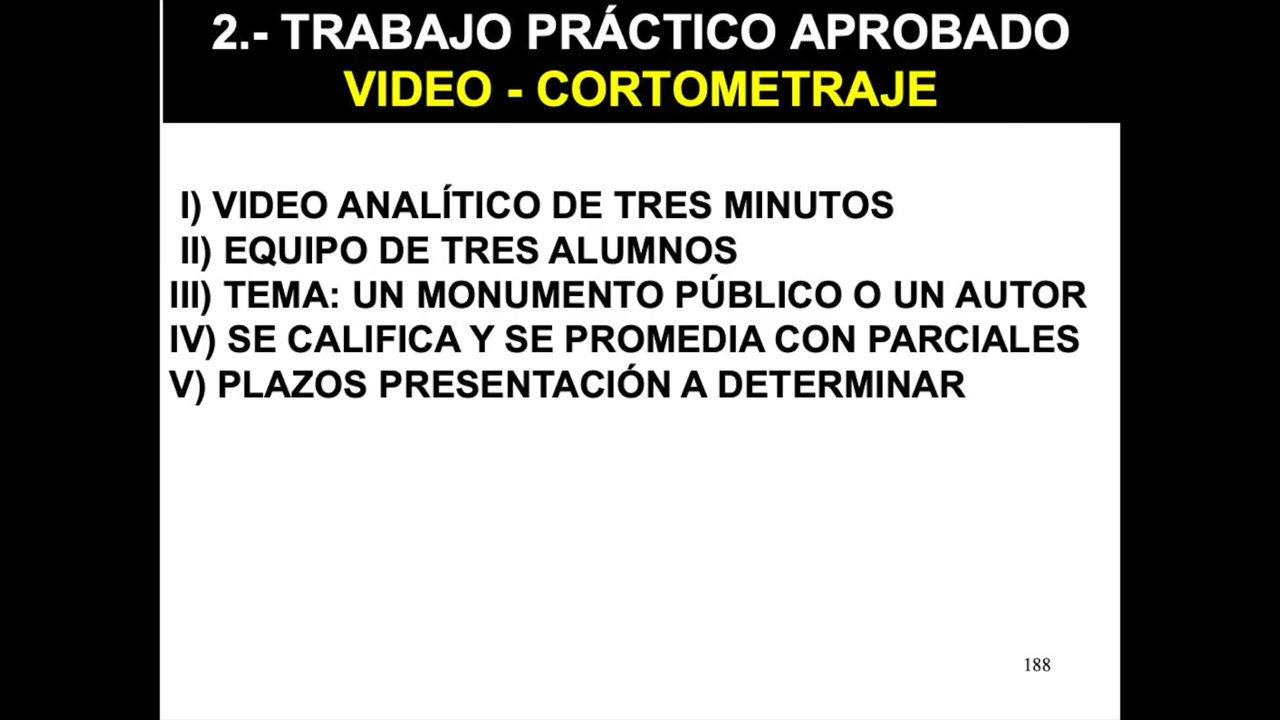 2.- TRABAJO PRÁCTICO APROBADO
VIDEO - CORTOMETRAJE
I) VIDEO ANALÍTICO DE TRES MINUTOS
II) EQUIPO DE TRES ALUMNOS
III) TEMA: UN MONUMENTO PÚBLICO O UN AUTOR
IV) SE CALIFICA Y SE PROMEDIA CON PARCIALES
V) PLAZOS PRESENTACIÓN A DETERMINAR
188